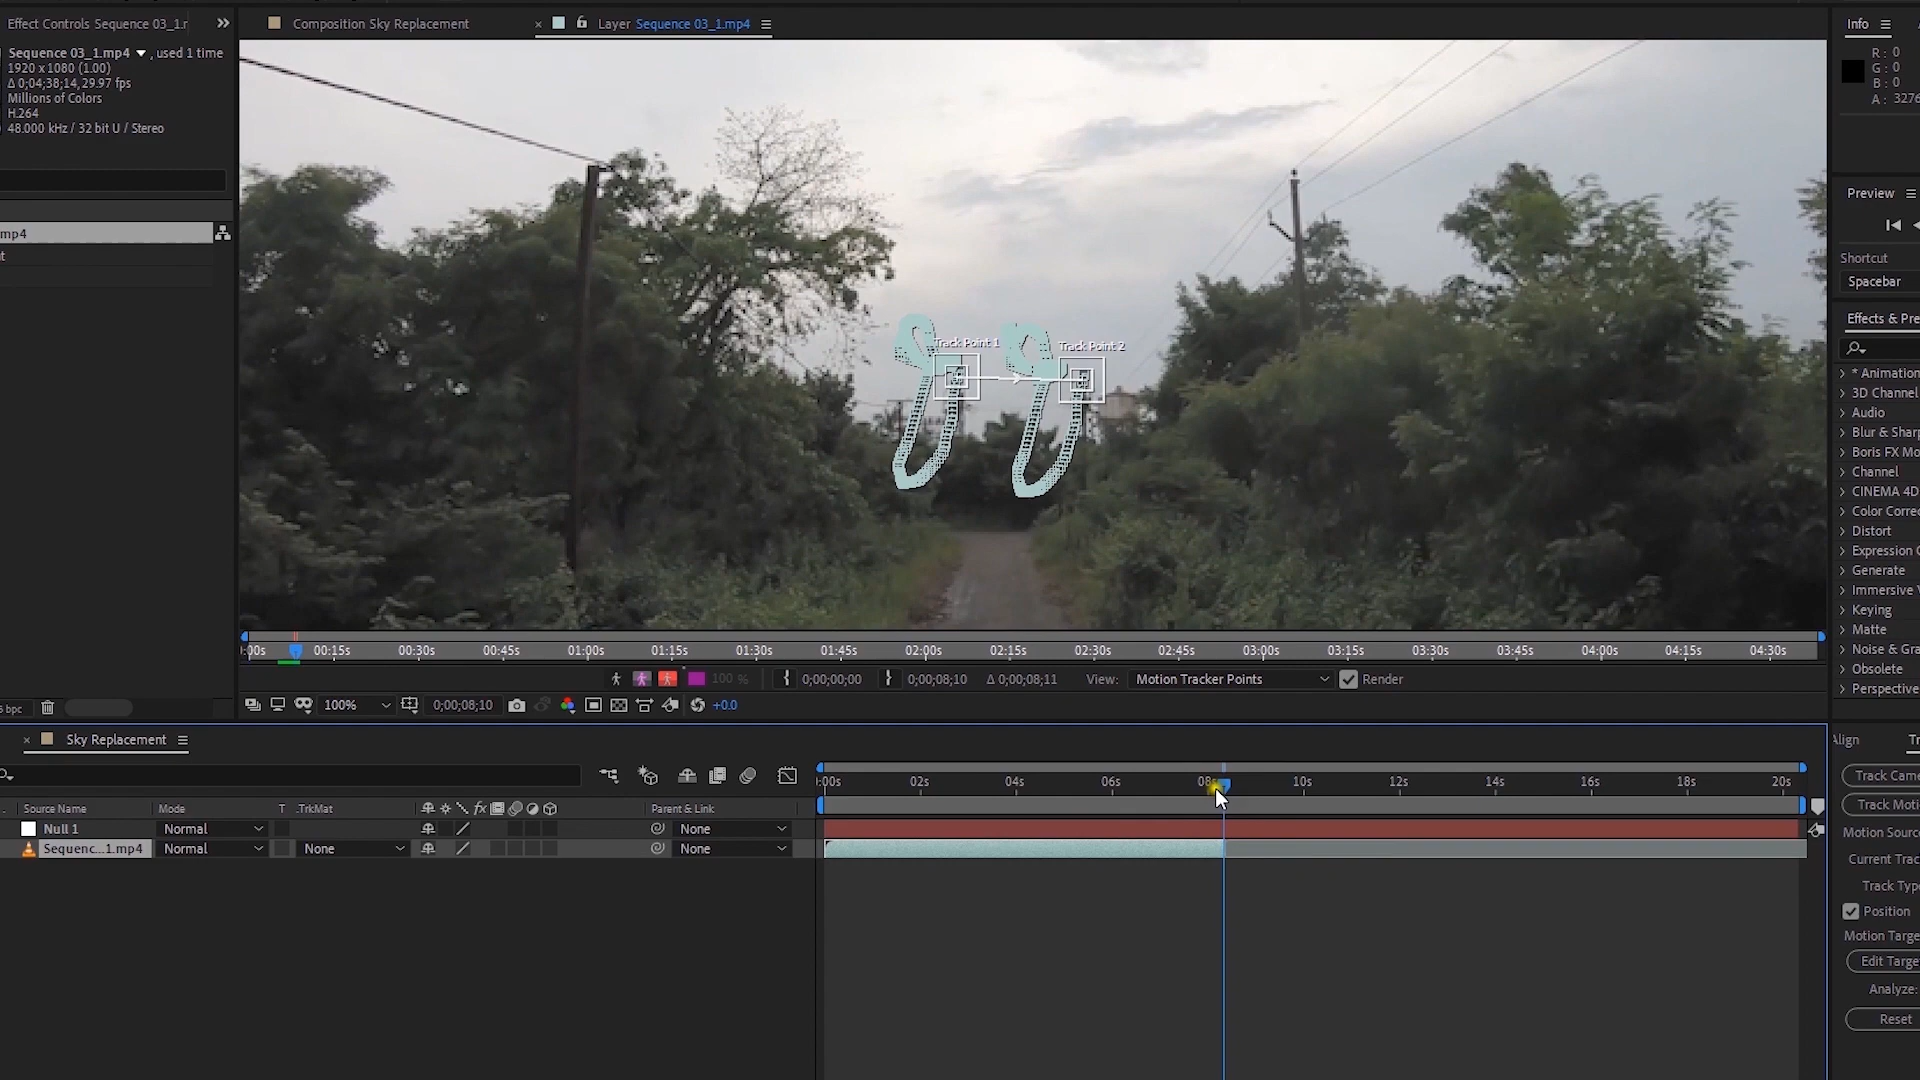 Effect Controls Sequence 03_1.r
Composition Sky Replacement
Layer Sequence 03_1.mp4
Info
Sequence 03_1.mp4 , used 1 time
1920 x 1080 (1.00)
Δ 0;04;38;14, 29.97 fps
Millions of Colors
H.264
48.000 kHz / 32 bit U / Stereo
R : 0
G : 0
B : 0
A : 3276
mp4
Track Point 1
Track Point 2
Preview
Shortcut
Spacebar
Effects & Pre
* Animation
3D Channel
Audio
Blur & Sharp
Boris FX Mo
Channel
CINEMA 4D
Color Correc
Distort
Expression C
Generate
Immersive V
Keying
Matte
Noise & Gra
Obsolete
Perspective
:00s 00:15s 00:30s 00:45s 01:00s 01:15s 01:30s 01:45s 02:00s 02:15s 02:30s 02:45s 03:00s 03:15s 03:30s 03:45s 04:00s 04:15s 04:30s
100 % 0;00;00;00 0;00;08;10 Δ 0;00;08;11 View: Motion Tracker Points Render
bpc 100% 0;00;08;10 +0.0
Sky Replacement
:00s 02s 04s 06s 08s 10s 12s 14s 16s 18s 20s
Source Name Mode T .TrkMat Parent & Link
Null 1 Normal None
Sequenc...1.mp4 Normal None None
Align Tr
Track Came
Track Motio
Motion Source
Current Trac
Track Type
Position
Motion Targe
Edit Targe
Analyze:
Reset